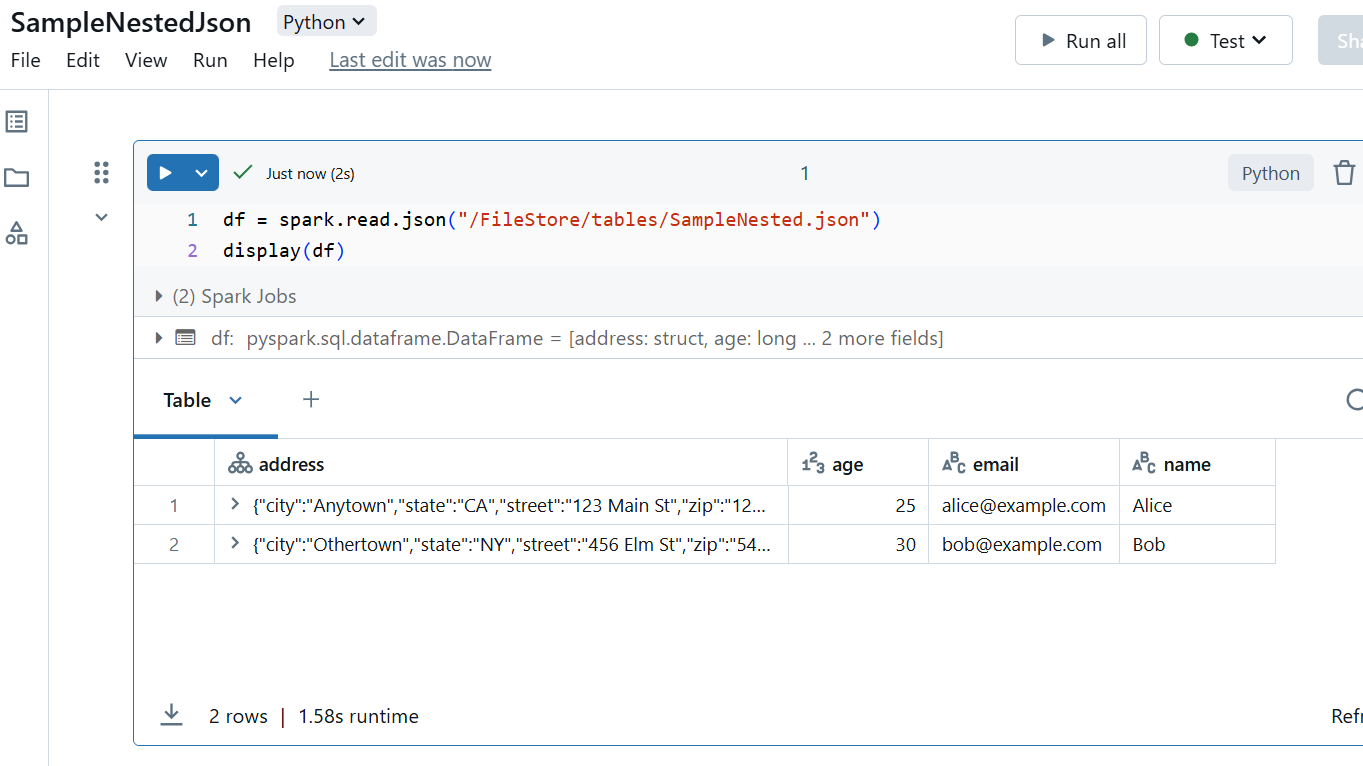 SampleNestedJson Python
File Edit View Run Help Last edit was now
Run all Test
Just now (2s) 1 Python
1 df = spark.read.json("/FileStore/tables/SampleNested.json")
2 display(df)
(2) Spark Jobs
df: pyspark.sql.dataframe.DataFrame = [address: struct, age: long ... 2 more fields]
Table +
address 123 age ABC email ABC name
1 {"city":"Anytown","state":"CA","street":"123 Main St","zip":"12... 25 alice@example.com Alice
2 {"city":"Othertown","state":"NY","street":"456 Elm St","zip":"54... 30 bob@example.com Bob
2 rows | 1.58s runtime